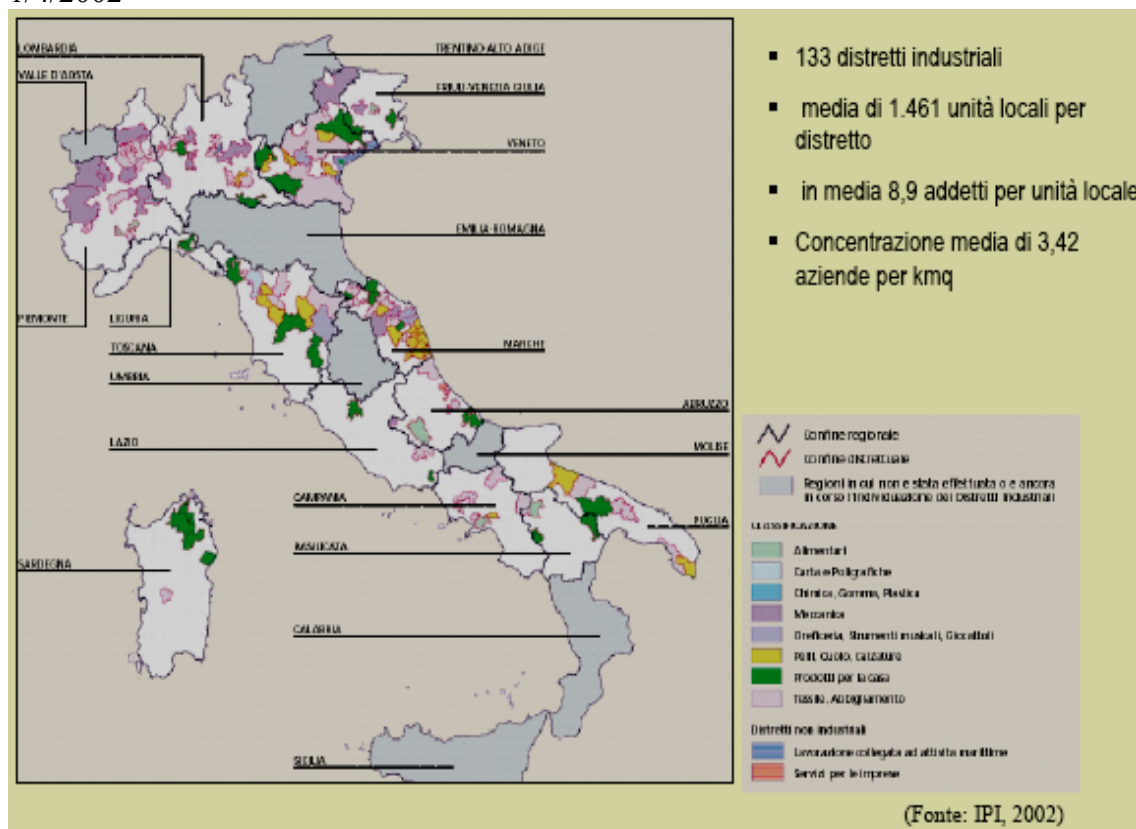 1/4/2002
LOMBARDIA
VALLE D'AOSTA
TRENTINO-ALTO ADIGE
FRIULI-VENEZIA GIULIA
VENETO
EMILIA-ROMAGNA
PIEMONTE
LIGURIA
TOSCANA
MARCHE
UMBRIA
ABRUZZO
LAZIO
MOLISE
CAMPANIA
PUGLIA
BASILICATA
SARDEGNA
CALABRIA
SICILIA
▪ 133 distretti industriali
▪ media di 1.461 unità locali per
distretto
▪ in media 8,9 addetti per unità locale
▪ Concentrazione media di 3,42
aziende per kmq
Confine regionale
Confine distrettuale
Regioni in cui non e stata effettuata o e ancora
in corso l'individuazione dei Distretti Industriali
CLASSIFICAZIONE
Alimentari
Carta e Poligrafiche
Chimica, Gomma, Plastica
Meccanica
Oreficeria, Strumenti musicali, Giocattoli
Pelli, Cuoio, Calzature
Prodotti per la casa
Tessile, Abbigliamento
Distretti non industriali
Lavorazione collegata ad attivita marittime
Servizi per le imprese
(Fonte: IPI, 2002)